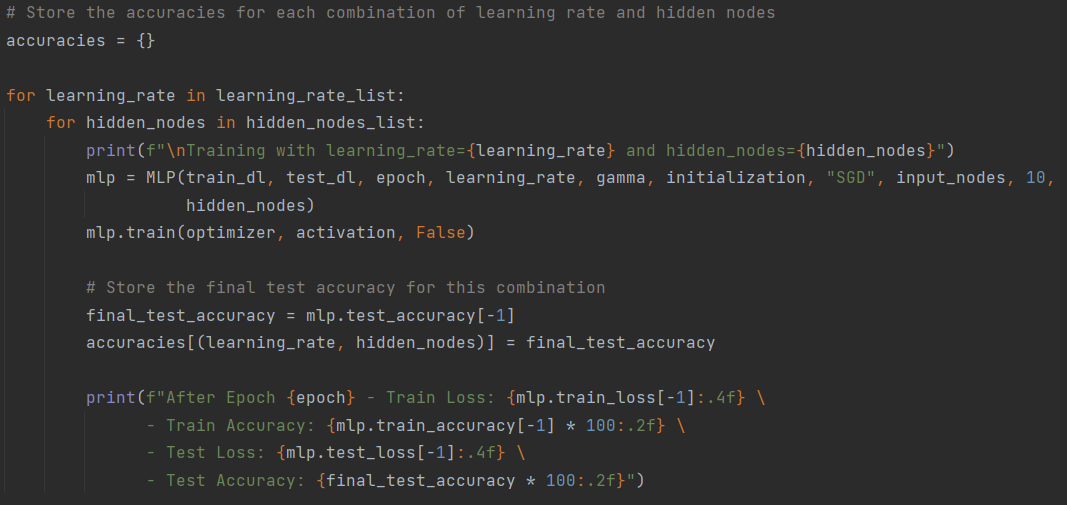 # Store the accuracies for each combination of learning rate and hidden nodes
accuracies = {}
for learning_rate in learning_rate_list:
for hidden_nodes in hidden_nodes_list:
print(f"\nTraining with learning_rate={learning_rate} and hidden_nodes={hidden_nodes}")
mlp = MLP(train_dl, test_dl, epoch, learning_rate, gamma, initialization, "SGD", input_nodes, 10,
hidden_nodes)
mlp.train(optimizer, activation, False)
# Store the final test accuracy for this combination
final_test_accuracy = mlp.test_accuracy[-1]
accuracies[(learning_rate, hidden_nodes)] = final_test_accuracy
print(f"After Epoch {epoch} - Train Loss: {mlp.train_loss[-1]:.4f} \
- Train Accuracy: {mlp.train_accuracy[-1] * 100:.2f} \
- Test Loss: {mlp.test_loss[-1]:.4f} \
- Test Accuracy: {final_test_accuracy * 100:.2f}")